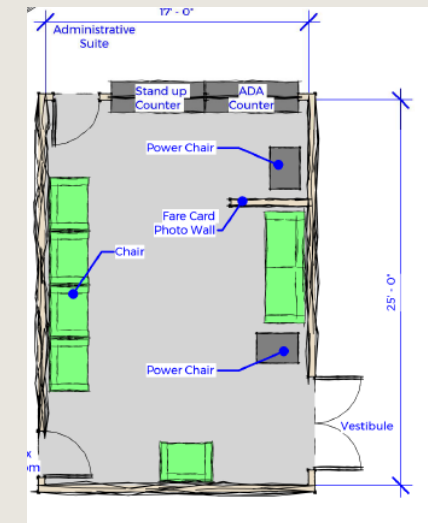 17' - 0"
Administrative
Suite
Stand up
Counter
ADA
Counter
Power Chair
Fare Card
Photo Wall
Chair
25' - 0"
Power Chair
Vestibule